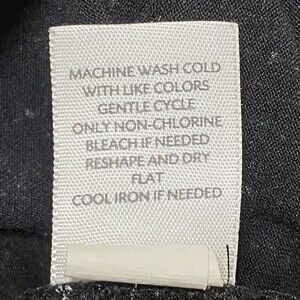 MACHINE WASH COLD
WITH LIKE COLORS
GENTLE CYCLE
ONLY NON-CHLORINE
BLEACH IF NEEDED
RESHAPE AND DRY
FLAT
COOL IRON IF NEEDED